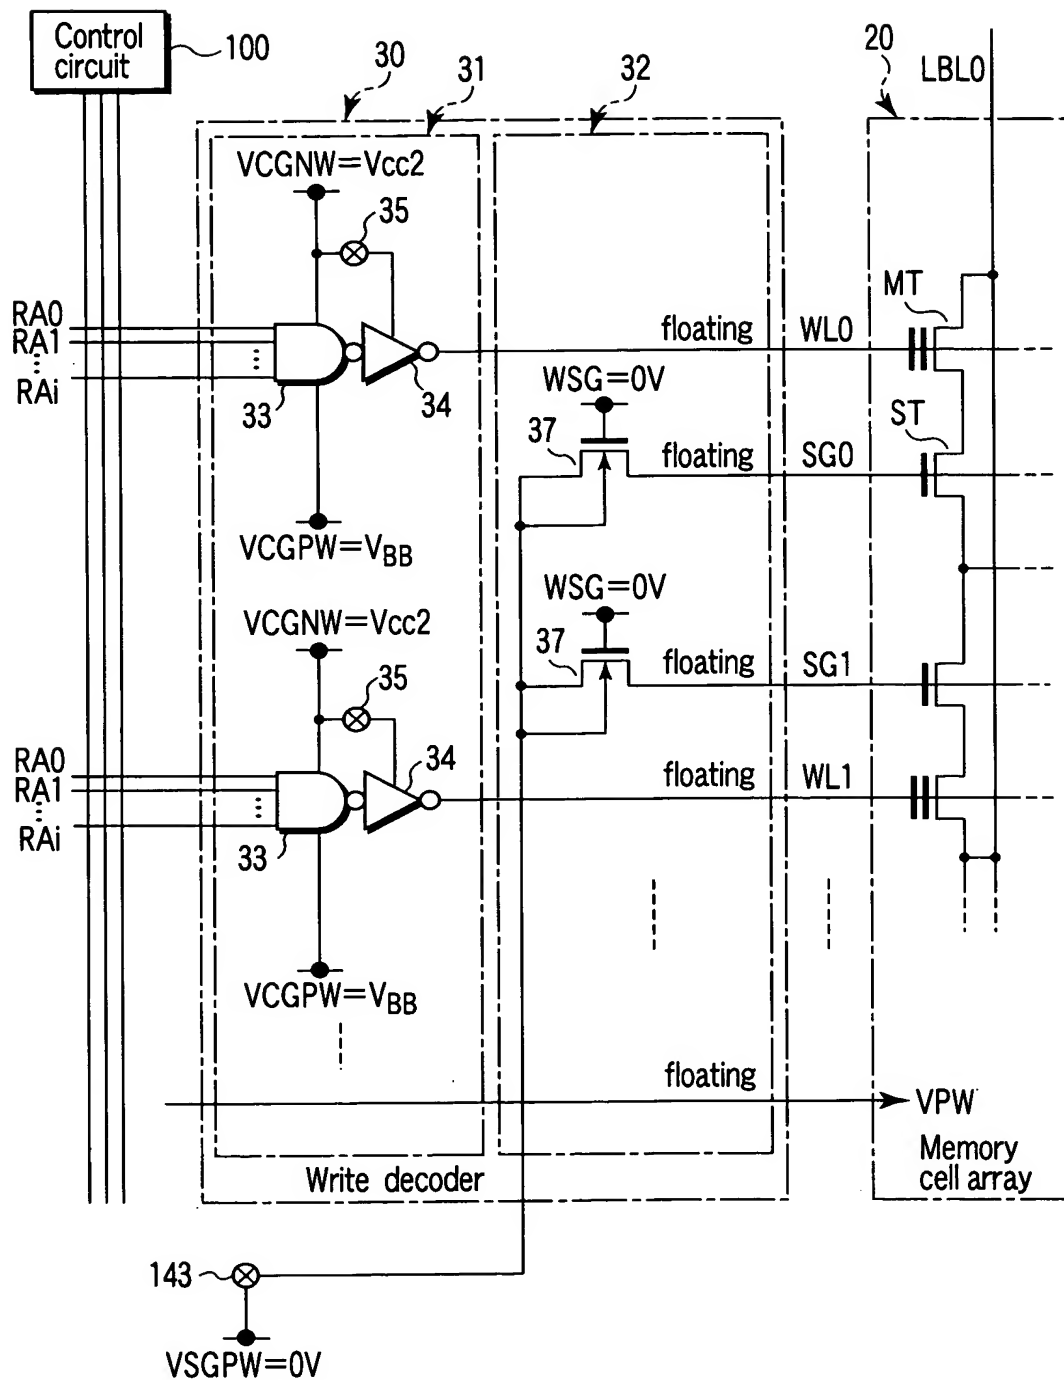 Control
circuit
100
30
31
32
20
LBL0
VCGNW=Vcc2
35
RA0
RA1
RAi
33
34
floating
WL0
MT
WSG=0V
37
ST
floating
SG0
VCGPW=VBB
VCGNW=Vcc2
35
WSG=0V
37
floating
SG1
RA0
RA1
RAi
33
34
floating
WL1
VCGPW=VBB
floating
VPW
Write decoder
Memory
cell array
143
VSGPW=0V